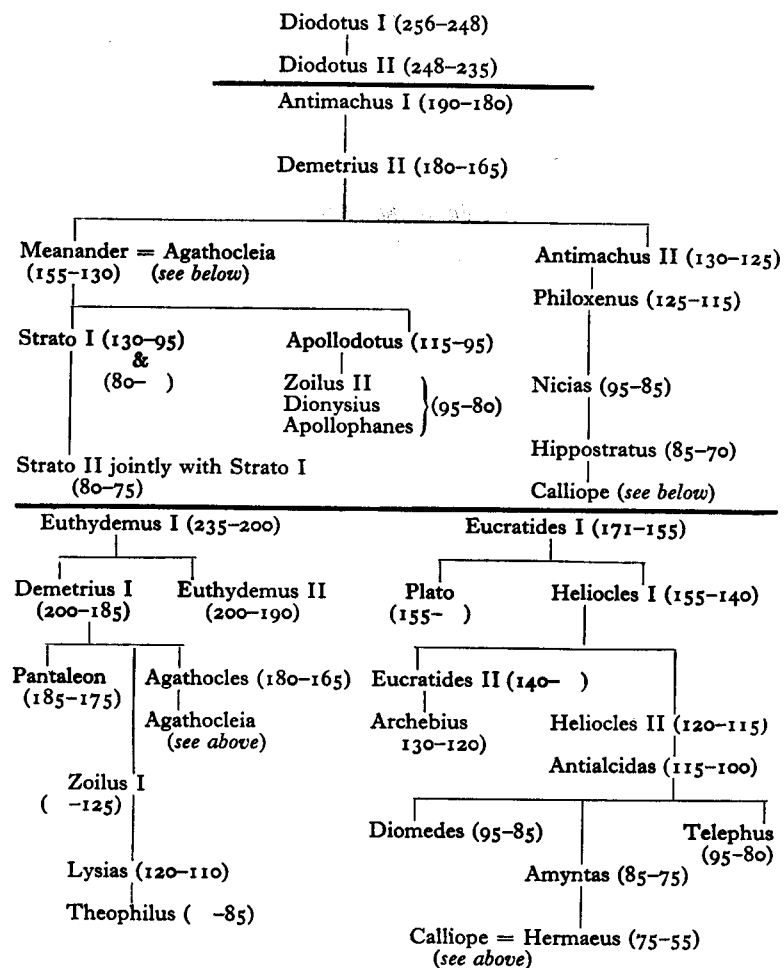 Diodotus I (256–248)
Diodotus II (248–235)
Antimachus I (190–180)
Demetrius II (180–165)
Meanander = Agathocleia
(155–130) (see below)
Antimachus II (130–125)
Philoxenus (125–115)
Strato I (130–95)
&
(80– )
Apollodotus (115–95)
Zoilus II
Dionysius } (95–80)
Apollophanes
Nicias (95–85)
Hippostratus (85–70)
Strato II jointly with Strato I
(80–75)
Calliope (see below)
Euthydemus I (235–200)
Eucratides I (171–155)
Demetrius I
(200–185)
Euthydemus II
(200–190)
Plato
(155– )
Heliocles I (155–140)
Pantaleon
(185–175)
Agathocles (180–165)
Agathocleia
(see above)
Eucratides II (140– )
Archebius
130–120)
Heliocles II (120–115)
Antialcidas (115–100)
Zoilus I
( –125)
Diomedes (95–85)
Telephus
(95–80)
Lysias (120–110)
Amyntas (85–75)
Theophilus ( –85)
Calliope = Hermaeus (75–55)
(see above)